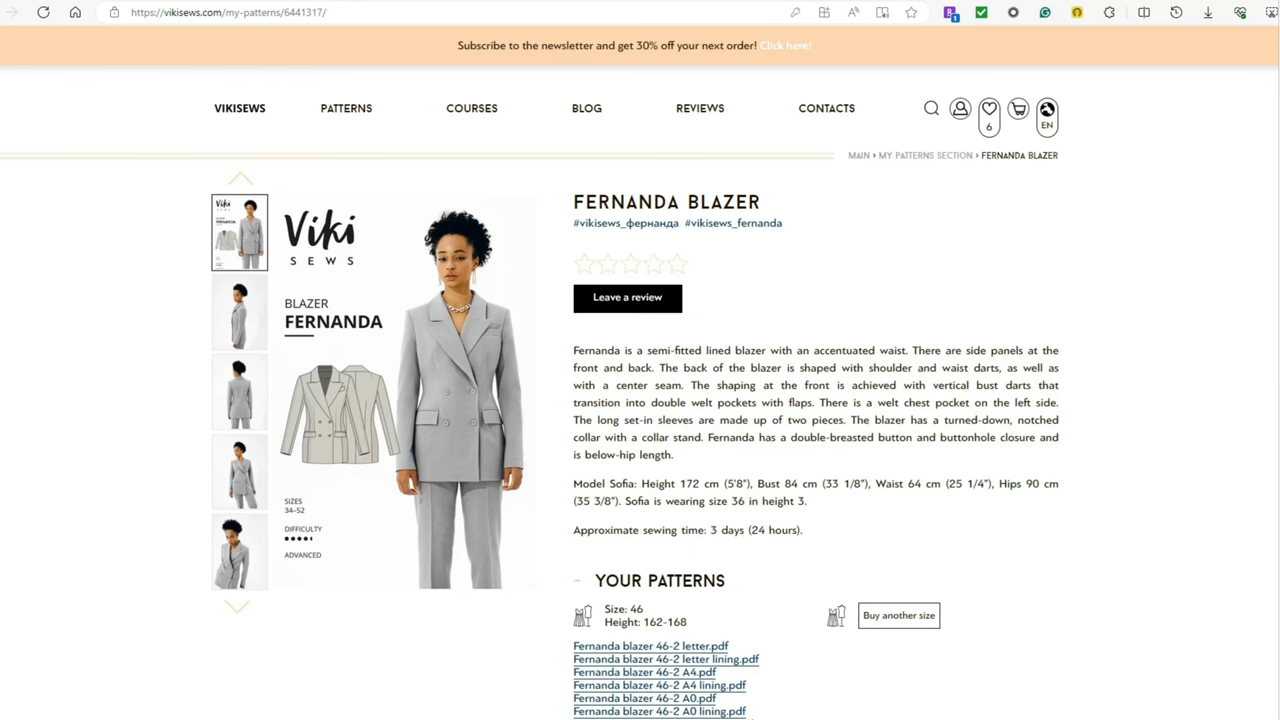 https://vikisews.com/my-patterns/6441317/
Subscribe to the newsletter and get 30% off your next order! Click here!
VIKISEWS PATTERNS COURSES BLOG REVIEWS CONTACTS
6 EN
MAIN › MY PATTERNS SECTION › FERNANDA BLAZER
Viki
SEWS
BLAZER
FERNANDA
SIZES
34-52
DIFFICULTY
ADVANCED
FERNANDA BLAZER
#vikisews_фернанда #vikisews_fernanda
Leave a review
Fernanda is a semi-fitted lined blazer with an accentuated waist. There are side panels at the
front and back. The back of the blazer is shaped with shoulder and waist darts, as well as
with a center seam. The shaping at the front is achieved with vertical bust darts that
transition into double welt pockets with flaps. There is a welt chest pocket on the left side.
The long set-in sleeves are made up of two pieces. The blazer has a turned-down, notched
collar with a collar stand. Fernanda has a double-breasted button and buttonhole closure and
is below-hip length.
Model Sofia: Height 172 cm (5'8"), Bust 84 cm (33 1/8"), Waist 64 cm (25 1/4"), Hips 90 cm
(35 3/8"). Sofia is wearing size 36 in height 3.
Approximate sewing time: 3 days (24 hours).
YOUR PATTERNS
Size: 46
Height: 162-168
Buy another size
Fernanda blazer 46-2 letter.pdf
Fernanda blazer 46-2 letter lining.pdf
Fernanda blazer 46-2 A4.pdf
Fernanda blazer 46-2 A4 lining.pdf
Fernanda blazer 46-2 A0.pdf
Fernanda blazer 46-2 A0 lining.pdf